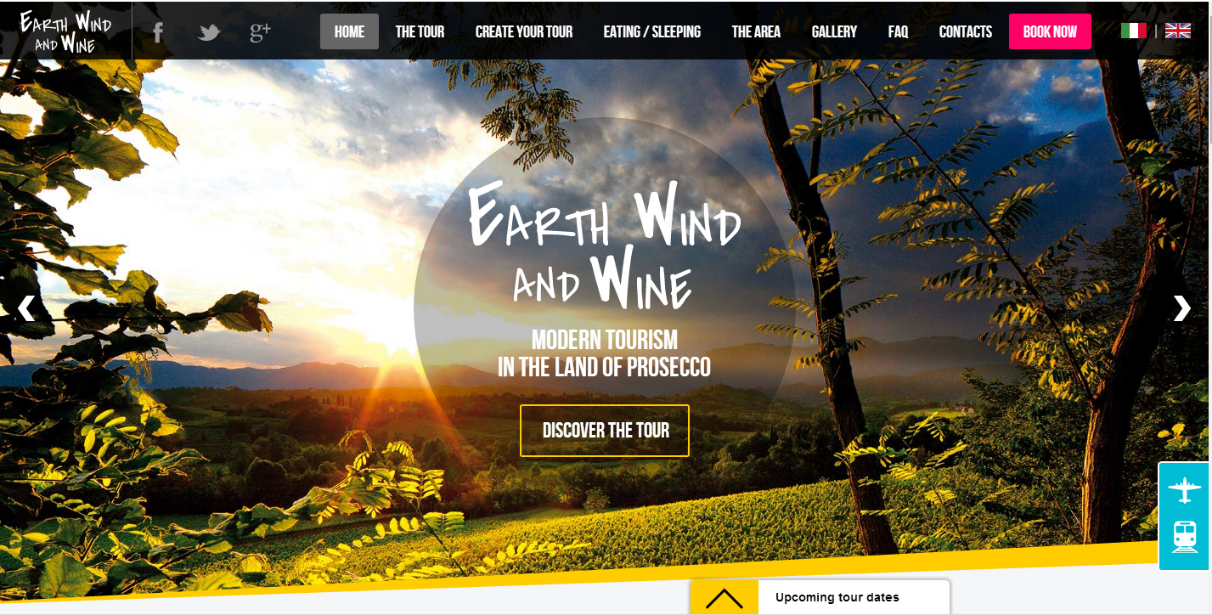 EARTH WIND
AND WINE
f g+ HOME THE TOUR CREATE YOUR TOUR EATING / SLEEPING THE AREA GALLERY FAQ CONTACTS BOOK NOW |
EARTH WIND
AND WINE
MODERN TOURISM
IN THE LAND OF PROSECCO
DISCOVER THE TOUR
Upcoming tour dates